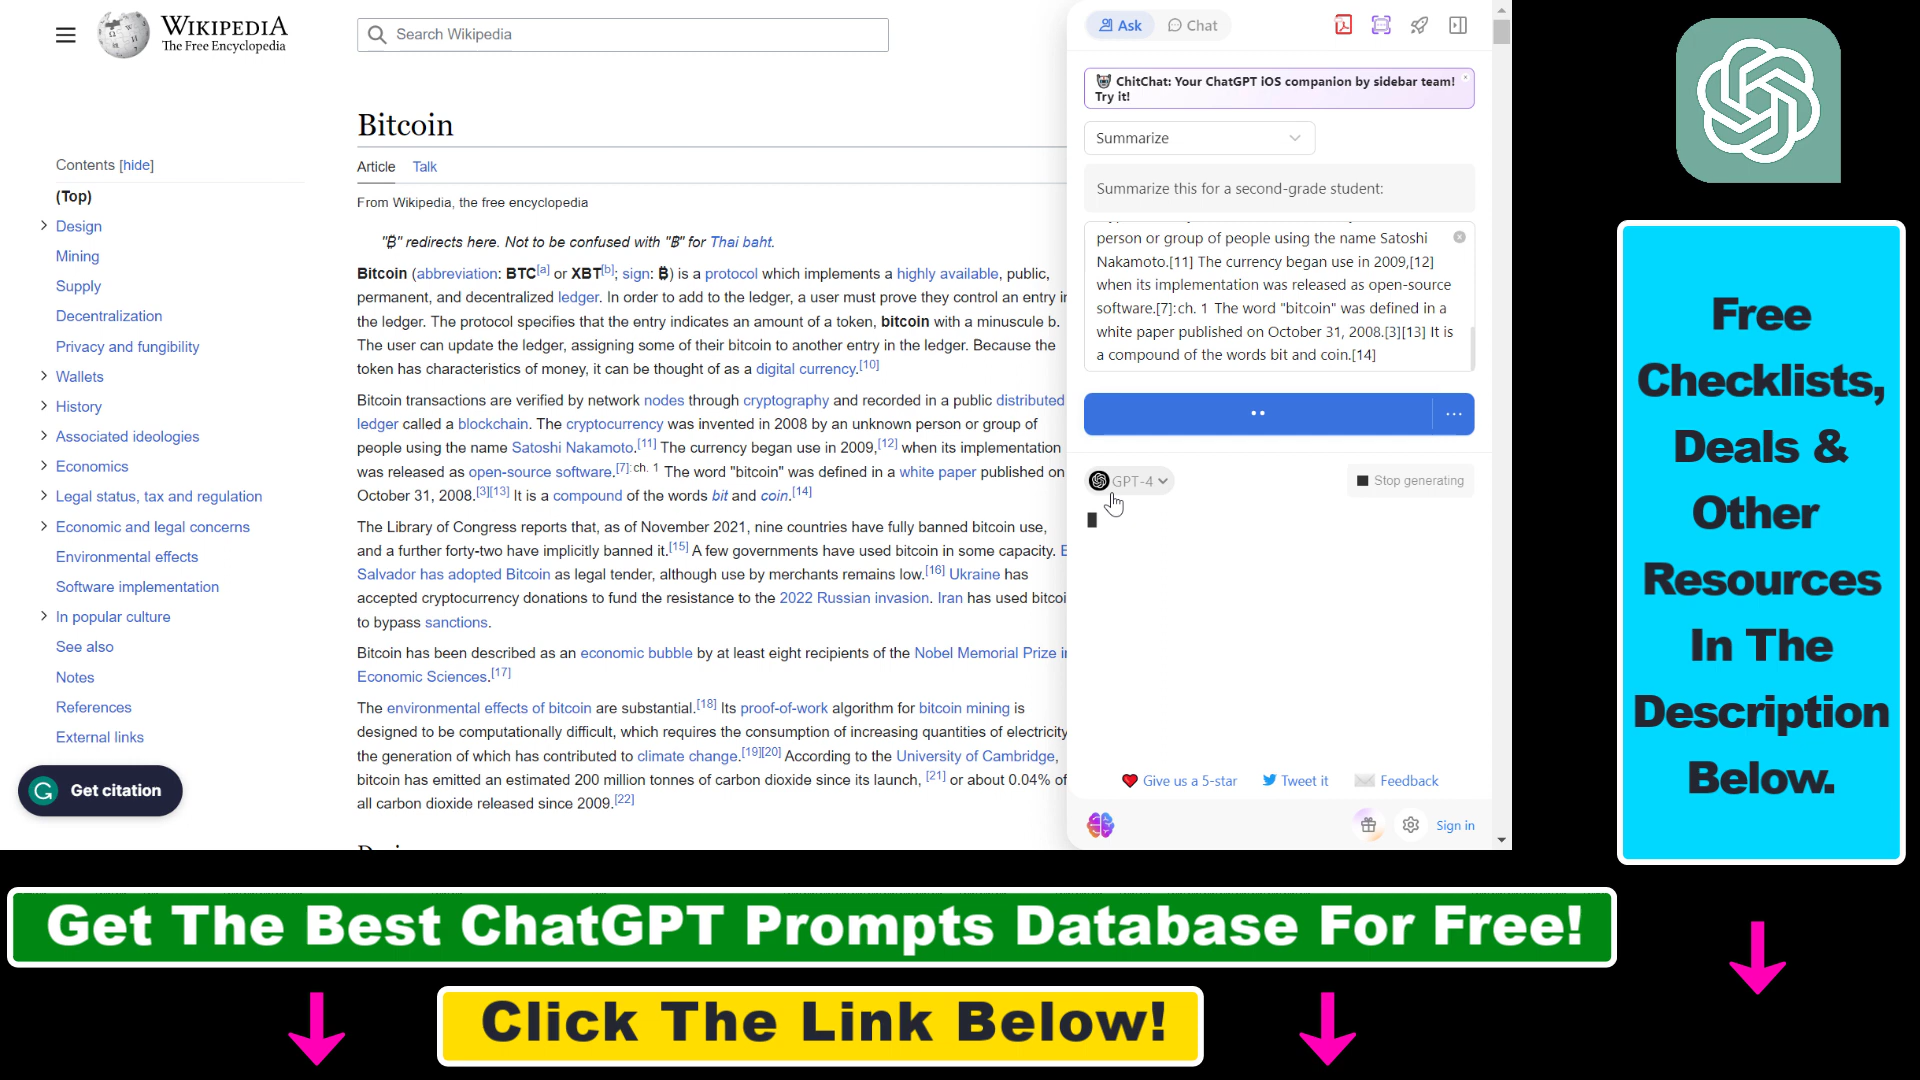 WIKIPEDIA
The Free Encyclopedia
Search Wikipedia
Contents [hide]
(Top)
Design
Mining
Supply
Decentralization
Privacy and fungibility
Wallets
History
Associated ideologies
Economics
Legal status, tax and regulation
Economic and legal concerns
Environmental effects
Software implementation
In popular culture
See also
Notes
References
External links
Get citation
Bitcoin
Article Talk
From Wikipedia, the free encyclopedia
"₿" redirects here. Not to be confused with "฿" for Thai baht.
Bitcoin (abbreviation: BTC[a] or XBT[b]; sign: ₿) is a protocol which implements a highly available, public,
permanent, and decentralized ledger. In order to add to the ledger, a user must prove they control an entry in
the ledger. The protocol specifies that the entry indicates an amount of a token, bitcoin with a minuscule b.
The user can update the ledger, assigning some of their bitcoin to another entry in the ledger. Because the
token has characteristics of money, it can be thought of as a digital currency.[10]
Bitcoin transactions are verified by network nodes through cryptography and recorded in a public distributed
ledger called a blockchain. The cryptocurrency was invented in 2008 by an unknown person or group of
people using the name Satoshi Nakamoto.[11] The currency began use in 2009,[12] when its implementation
was released as open-source software.[7]:ch. 1 The word "bitcoin" was defined in a white paper published on
October 31, 2008.[3][13] It is a compound of the words bit and coin.[14]
The Library of Congress reports that, as of November 2021, nine countries have fully banned bitcoin use,
and a further forty-two have implicitly banned it.[15] A few governments have used bitcoin in some capacity. E
Salvador has adopted Bitcoin as legal tender, although use by merchants remains low.[16] Ukraine has
accepted cryptocurrency donations to fund the resistance to the 2022 Russian invasion. Iran has used bitcoi
to bypass sanctions.
Bitcoin has been described as an economic bubble by at least eight recipients of the Nobel Memorial Prize in
Economic Sciences.[17]
The environmental effects of bitcoin are substantial.[18] Its proof-of-work algorithm for bitcoin mining is
designed to be computationally difficult, which requires the consumption of increasing quantities of electricity
the generation of which has contributed to climate change.[19][20] According to the University of Cambridge,
bitcoin has emitted an estimated 200 million tonnes of carbon dioxide since its launch, [21] or about 0.04% of
all carbon dioxide released since 2009.[22]
Ask Chat
ChitChat: Your ChatGPT iOS companion by sidebar team!
Try it!
Summarize
Summarize this for a second-grade student:
person or group of people using the name Satoshi
Nakamoto.[11] The currency began use in 2009,[12]
when its implementation was released as open-source
software.[7]:ch. 1 The word "bitcoin" was defined in a
white paper published on October 31, 2008.[3][13] It is
a compound of the words bit and coin.[14]
GPT-4
Stop generating
Give us a 5-star Tweet it Feedback
Sign in
Free
Checklists,
Deals &
Other
Resources
In The
Description
Below.
Get The Best ChatGPT Prompts Database For Free!
Click The Link Below!